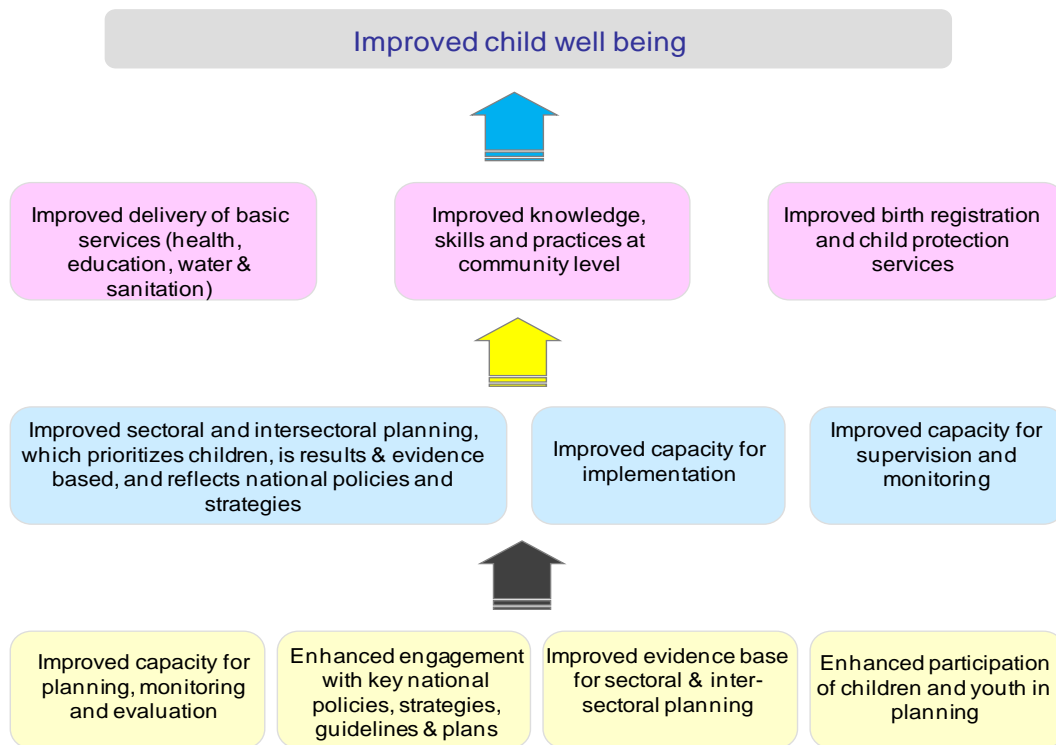 Improved child well being
Improved delivery of basic
services (health,
education, water &
sanitation)
Improved knowledge,
skills and practices at
community level
Improved birth registration
and child protection
services
Improved sectoral and intersectoral planning,
which prioritizes children, is results & evidence
based, and reflects national policies and
strategies
Improved capacity for
implementation
Improved capacity for
supervision and
monitoring
Improved capacity for
planning, monitoring
and evaluation
Enhanced engagement
with key national
policies, strategies,
guidelines & plans
Improved evidence base
for sectoral & inter-
sectoral planning
Enhanced participation
of children and youth in
planning